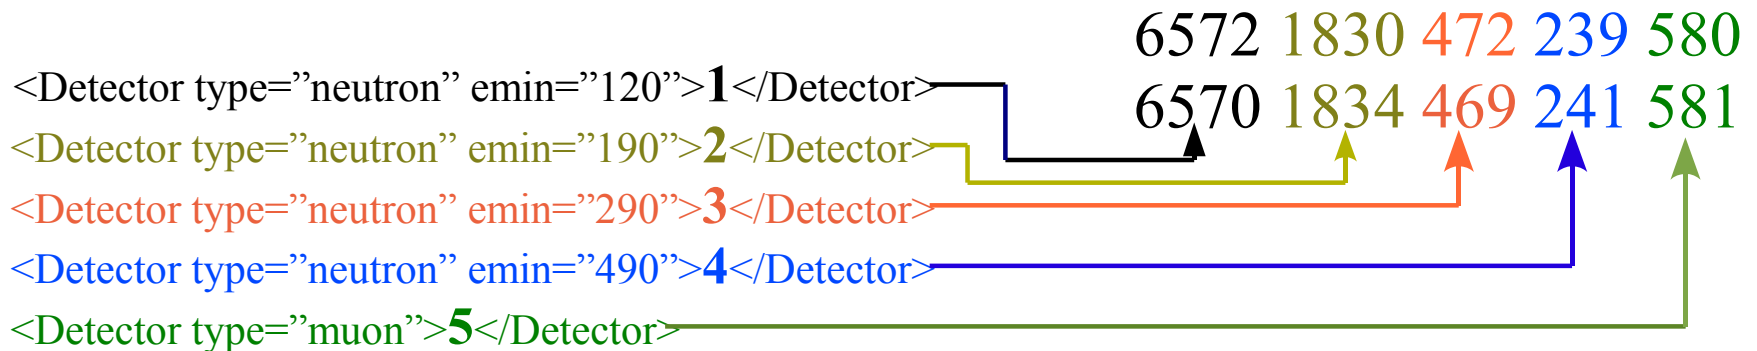 6572 1830 472 239 580
<Detector type=”neutron” emin=”120”>1</Detector>
6570 1834 469 241 581
<Detector type=”neutron” emin=”190”>2</Detector>
<Detector type=”neutron” emin=”290”>3</Detector>
<Detector type=”neutron” emin=”490”>4</Detector>
<Detector type=”muon”>5</Detector>